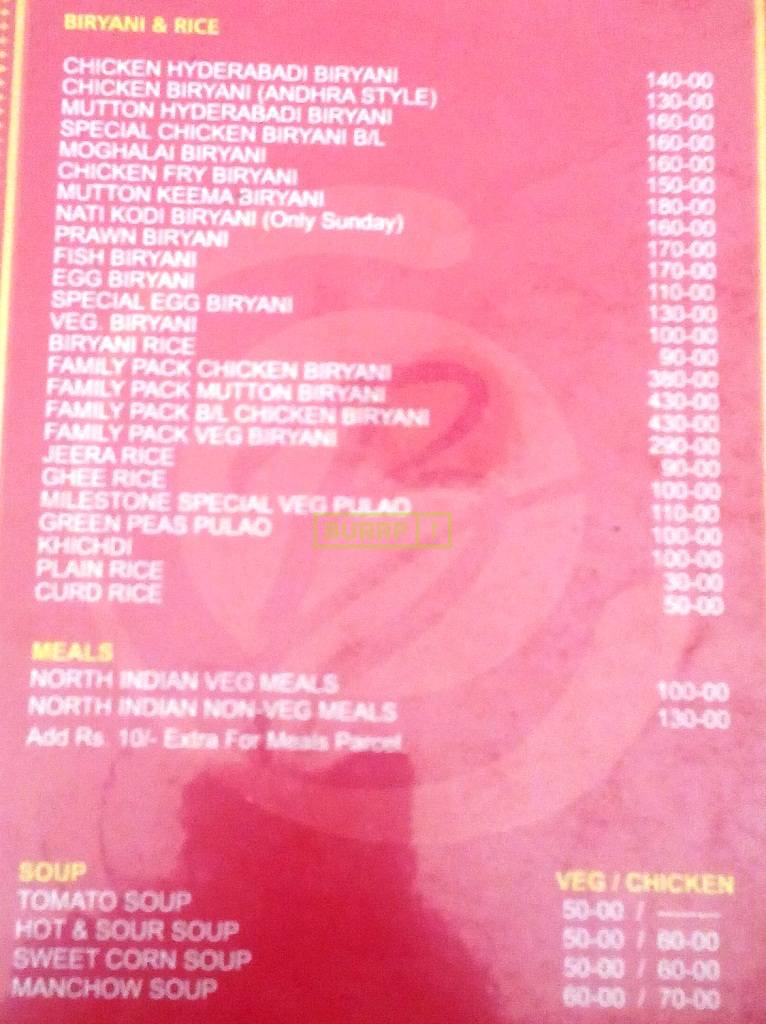 BIRYANI & RICE
CHICKEN HYDERABADI BIRYANI 140-00
CHICKEN BIRYANI (ANDHRA STYLE) 130-00
MUTTON HYDERABADI BIRYANI 160-00
SPECIAL CHICKEN BIRYANI B/L 160-00
MOGHALAI BIRYANI 160-00
CHICKEN FRY BIRYANI 150-00
MUTTON KEEMA BIRYANI 180-00
NATI KODI BIRYANI (Only Sunday) 160-00
PRAWN BIRYANI 170-00
FISH BIRYANI 170-00
EGG BIRYANI 110-00
SPECIAL EGG BIRYANI 130-00
VEG. BIRYANI 100-00
BIRYANI RICE 90-00
FAMILY PACK CHICKEN BIRYANI 380-00
FAMILY PACK MUTTON BIRYANI 430-00
FAMILY PACK B/L CHICKEN BIRYANI 430-00
FAMILY PACK VEG BIRYANI 290-00
JEERA RICE 90-00
GHEE RICE 100-00
MILESTONE SPECIAL VEG PULAO 110-00
GREEN PEAS PULAO 100-00
KHICHDI 100-00
PLAIN RICE 30-00
CURD RICE 50-00
BURRP !
MEALS
NORTH INDIAN VEG MEALS 100-00
NORTH INDIAN NON-VEG MEALS 130-00
Add Rs. 10/- Extra For Meals Parcel.
SOUP VEG / CHICKEN
TOMATO SOUP 50-00 / ———
HOT & SOUR SOUP 50-00 / 60-00
SWEET CORN SOUP 50-00 / 60-00
MANCHOW SOUP 60-00 / 70-00